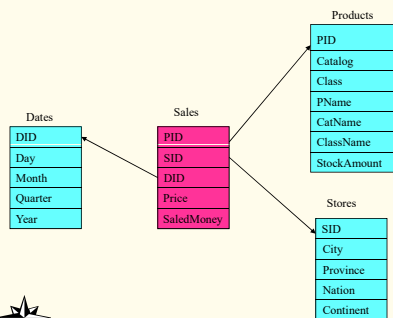 Products
PID
Catalog
Class
PName
CatName
ClassName
StockAmount
Sales
PID
SID
DID
Price
SaledMoney
Dates
DID
Day
Month
Quarter
Year
Stores
SID
City
Province
Nation
Continent